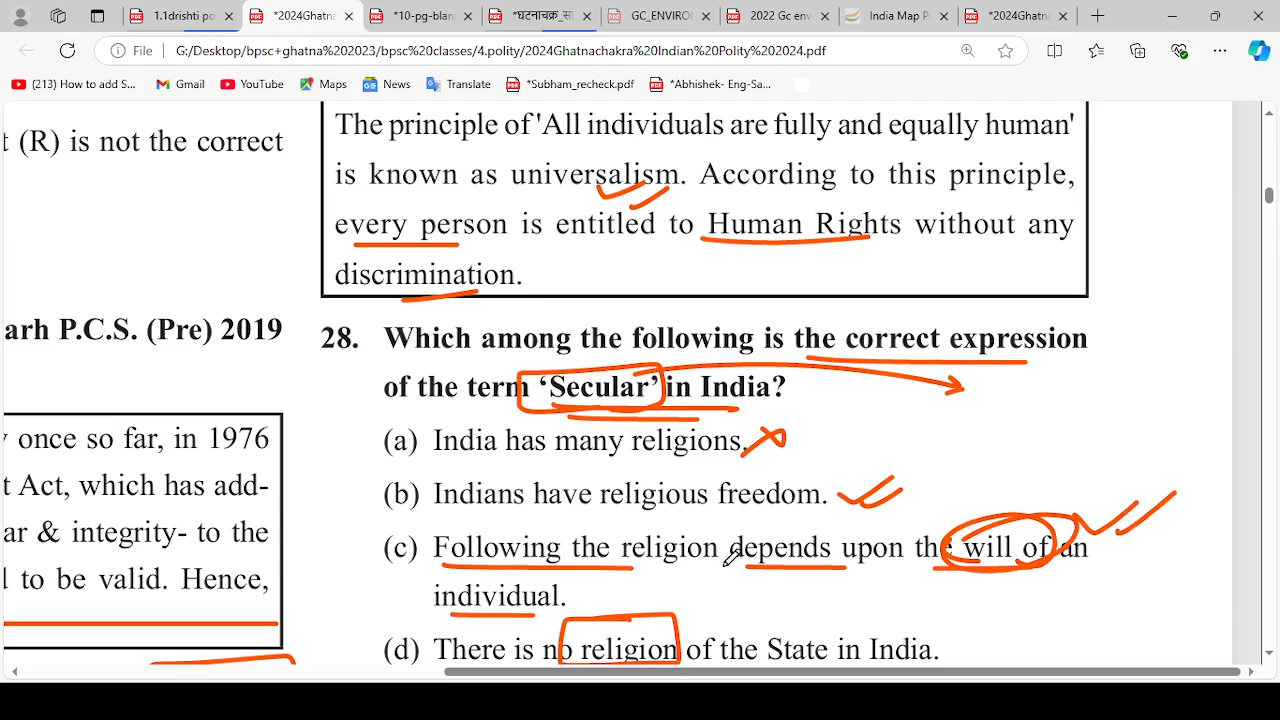 1.1drishti po
*2024Ghatna
*10-pg-blan
*घटनाचक्र_सा
GC_ENVIRO
2022 Gc env
India Map P
*2024Ghatn
File
G:/Desktop/bpsc+ghatna%202023/bpsc%20classes/4.polity/2024Ghatnachakra%20Indian%20Polity%202024.pdf
(213) How to add S...
Gmail
YouTube
Maps
News
Translate
*Subham_recheck.pdf
*Abhishek- Eng-Sa...
t (R) is not the correct
arh P.C.S. (Pre) 2019
y once so far, in 1976
t Act, which has add-
ar & integrity- to the
d to be valid. Hence,
The principle of 'All individuals are fully and equally human'
is known as universalism. According to this principle,
every person is entitled to Human Rights without any
discrimination.
28. Which among the following is the correct expression
of the term ‘Secular’ in India?
(a) India has many religions.
(b) Indians have religious freedom.
(c) Following the religion depends upon the will of an
individual.
(d) There is no religion of the State in India.